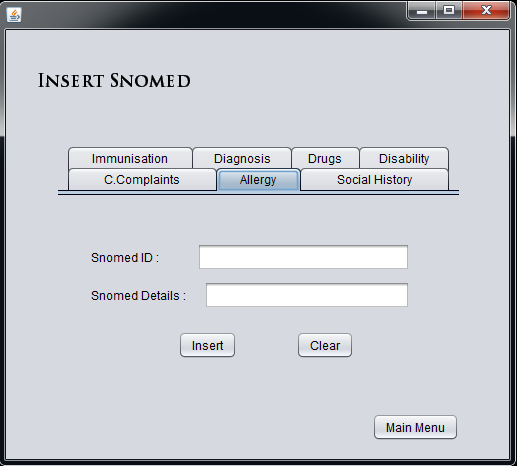 INSERT SNOMED
Immunisation Diagnosis Drugs Disability
C.Complaints Allergy Social History
Snomed ID :
Snomed Details :
Insert Clear
Main Menu